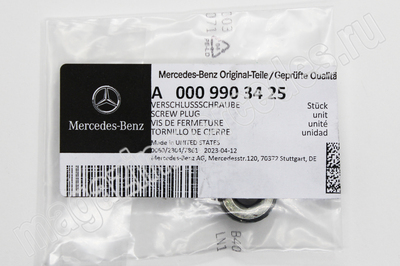 Mercedes-Benz
Mercedes-Benz Original-Teile/Geprüfte Qualitä
A 000 990 34 25
VERSCHLUSSSCHRAUBE Stück
SCREW PLUG unit
VIS DE FERMETURE unité
TORNILLO DE CIERRE unidad
Made in UNITED STATES
2023-04-12
Mercedes-Benz AG, Mercedesstr.120, 70372 Stuttgart, DE